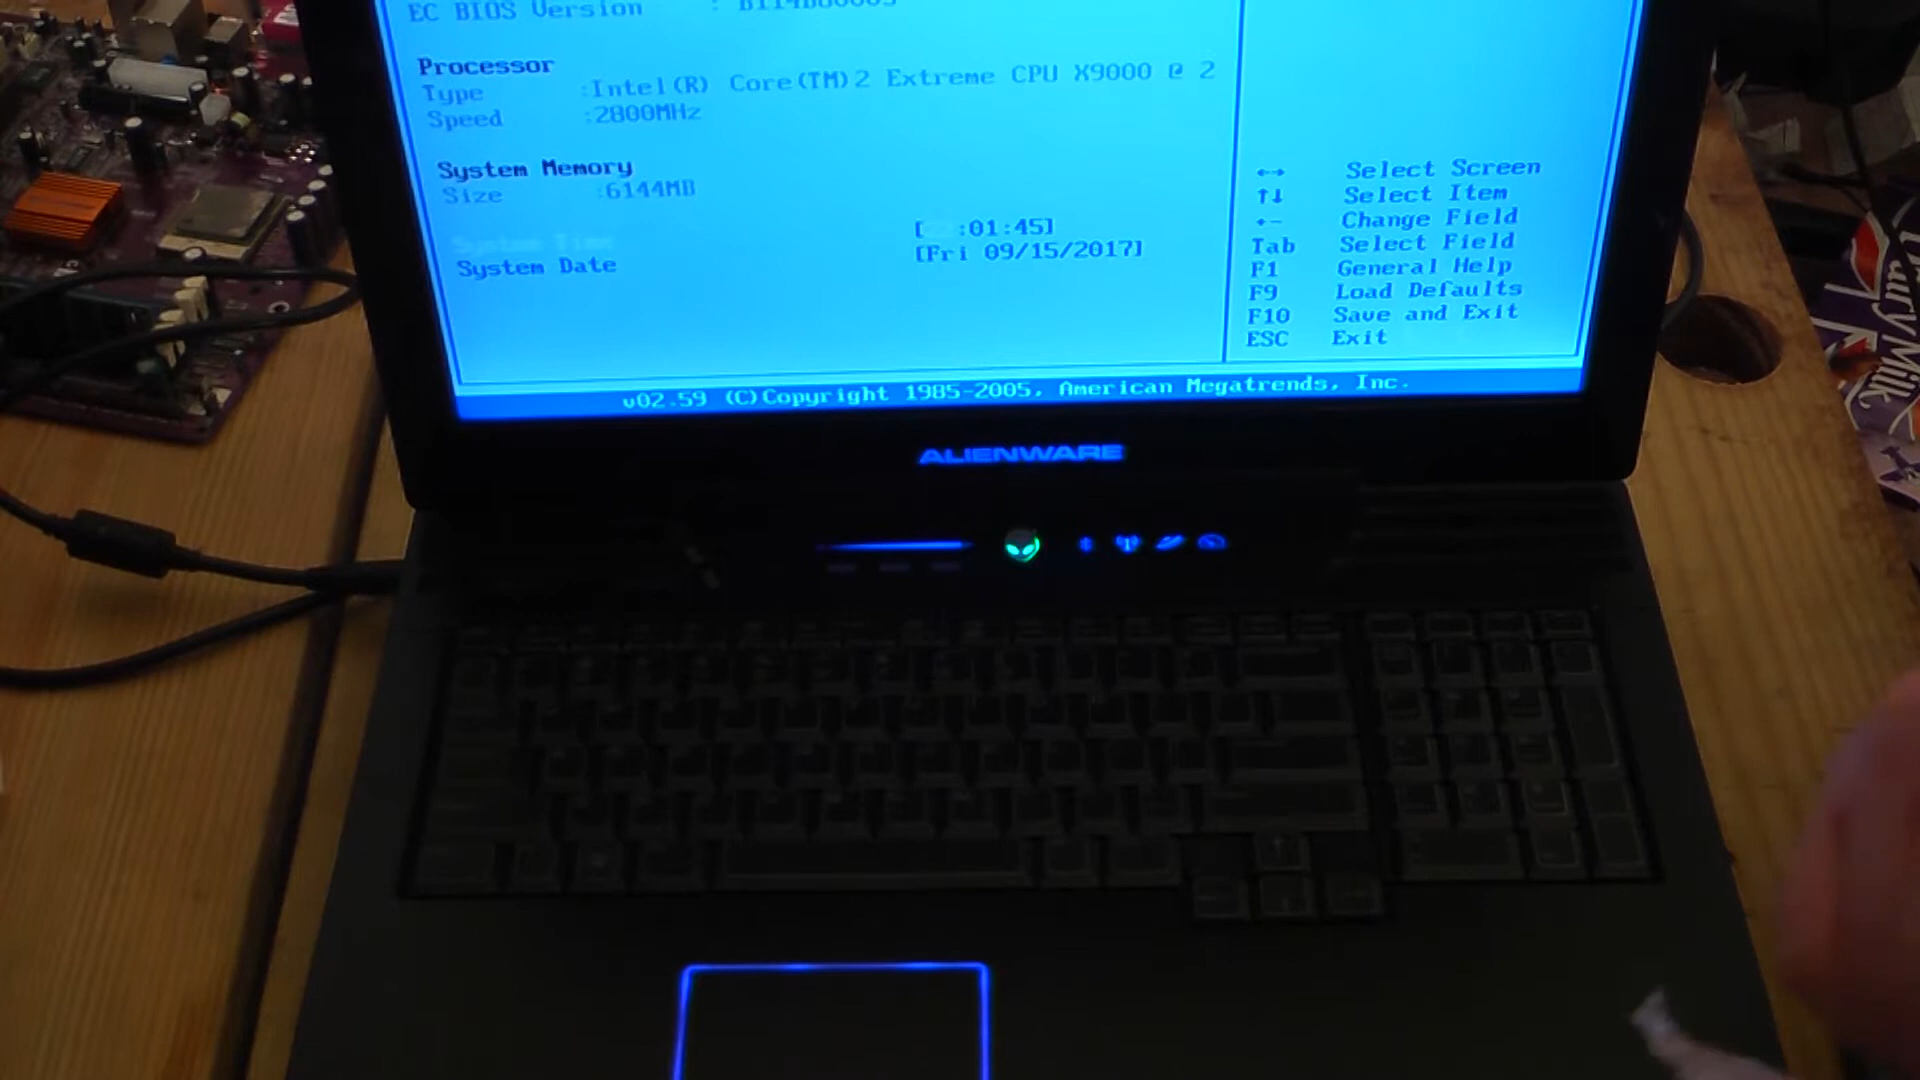 EC BIOS Version :
Processor
Type :Intel(R) Core(TM)2 Extreme CPU X9000 @ 2
Speed :2800MHz
System Memory
Size :6144MB
System Time [ :01:45]
System Date [Fri 09/15/2017]
←→ Select Screen
↑↓ Select Item
+- Change Field
Tab Select Field
F1 General Help
F9 Load Defaults
F10 Save and Exit
ESC Exit
v02.59 (C)Copyright 1985-2005, American Megatrends, Inc.
ALIENWARE
Milk